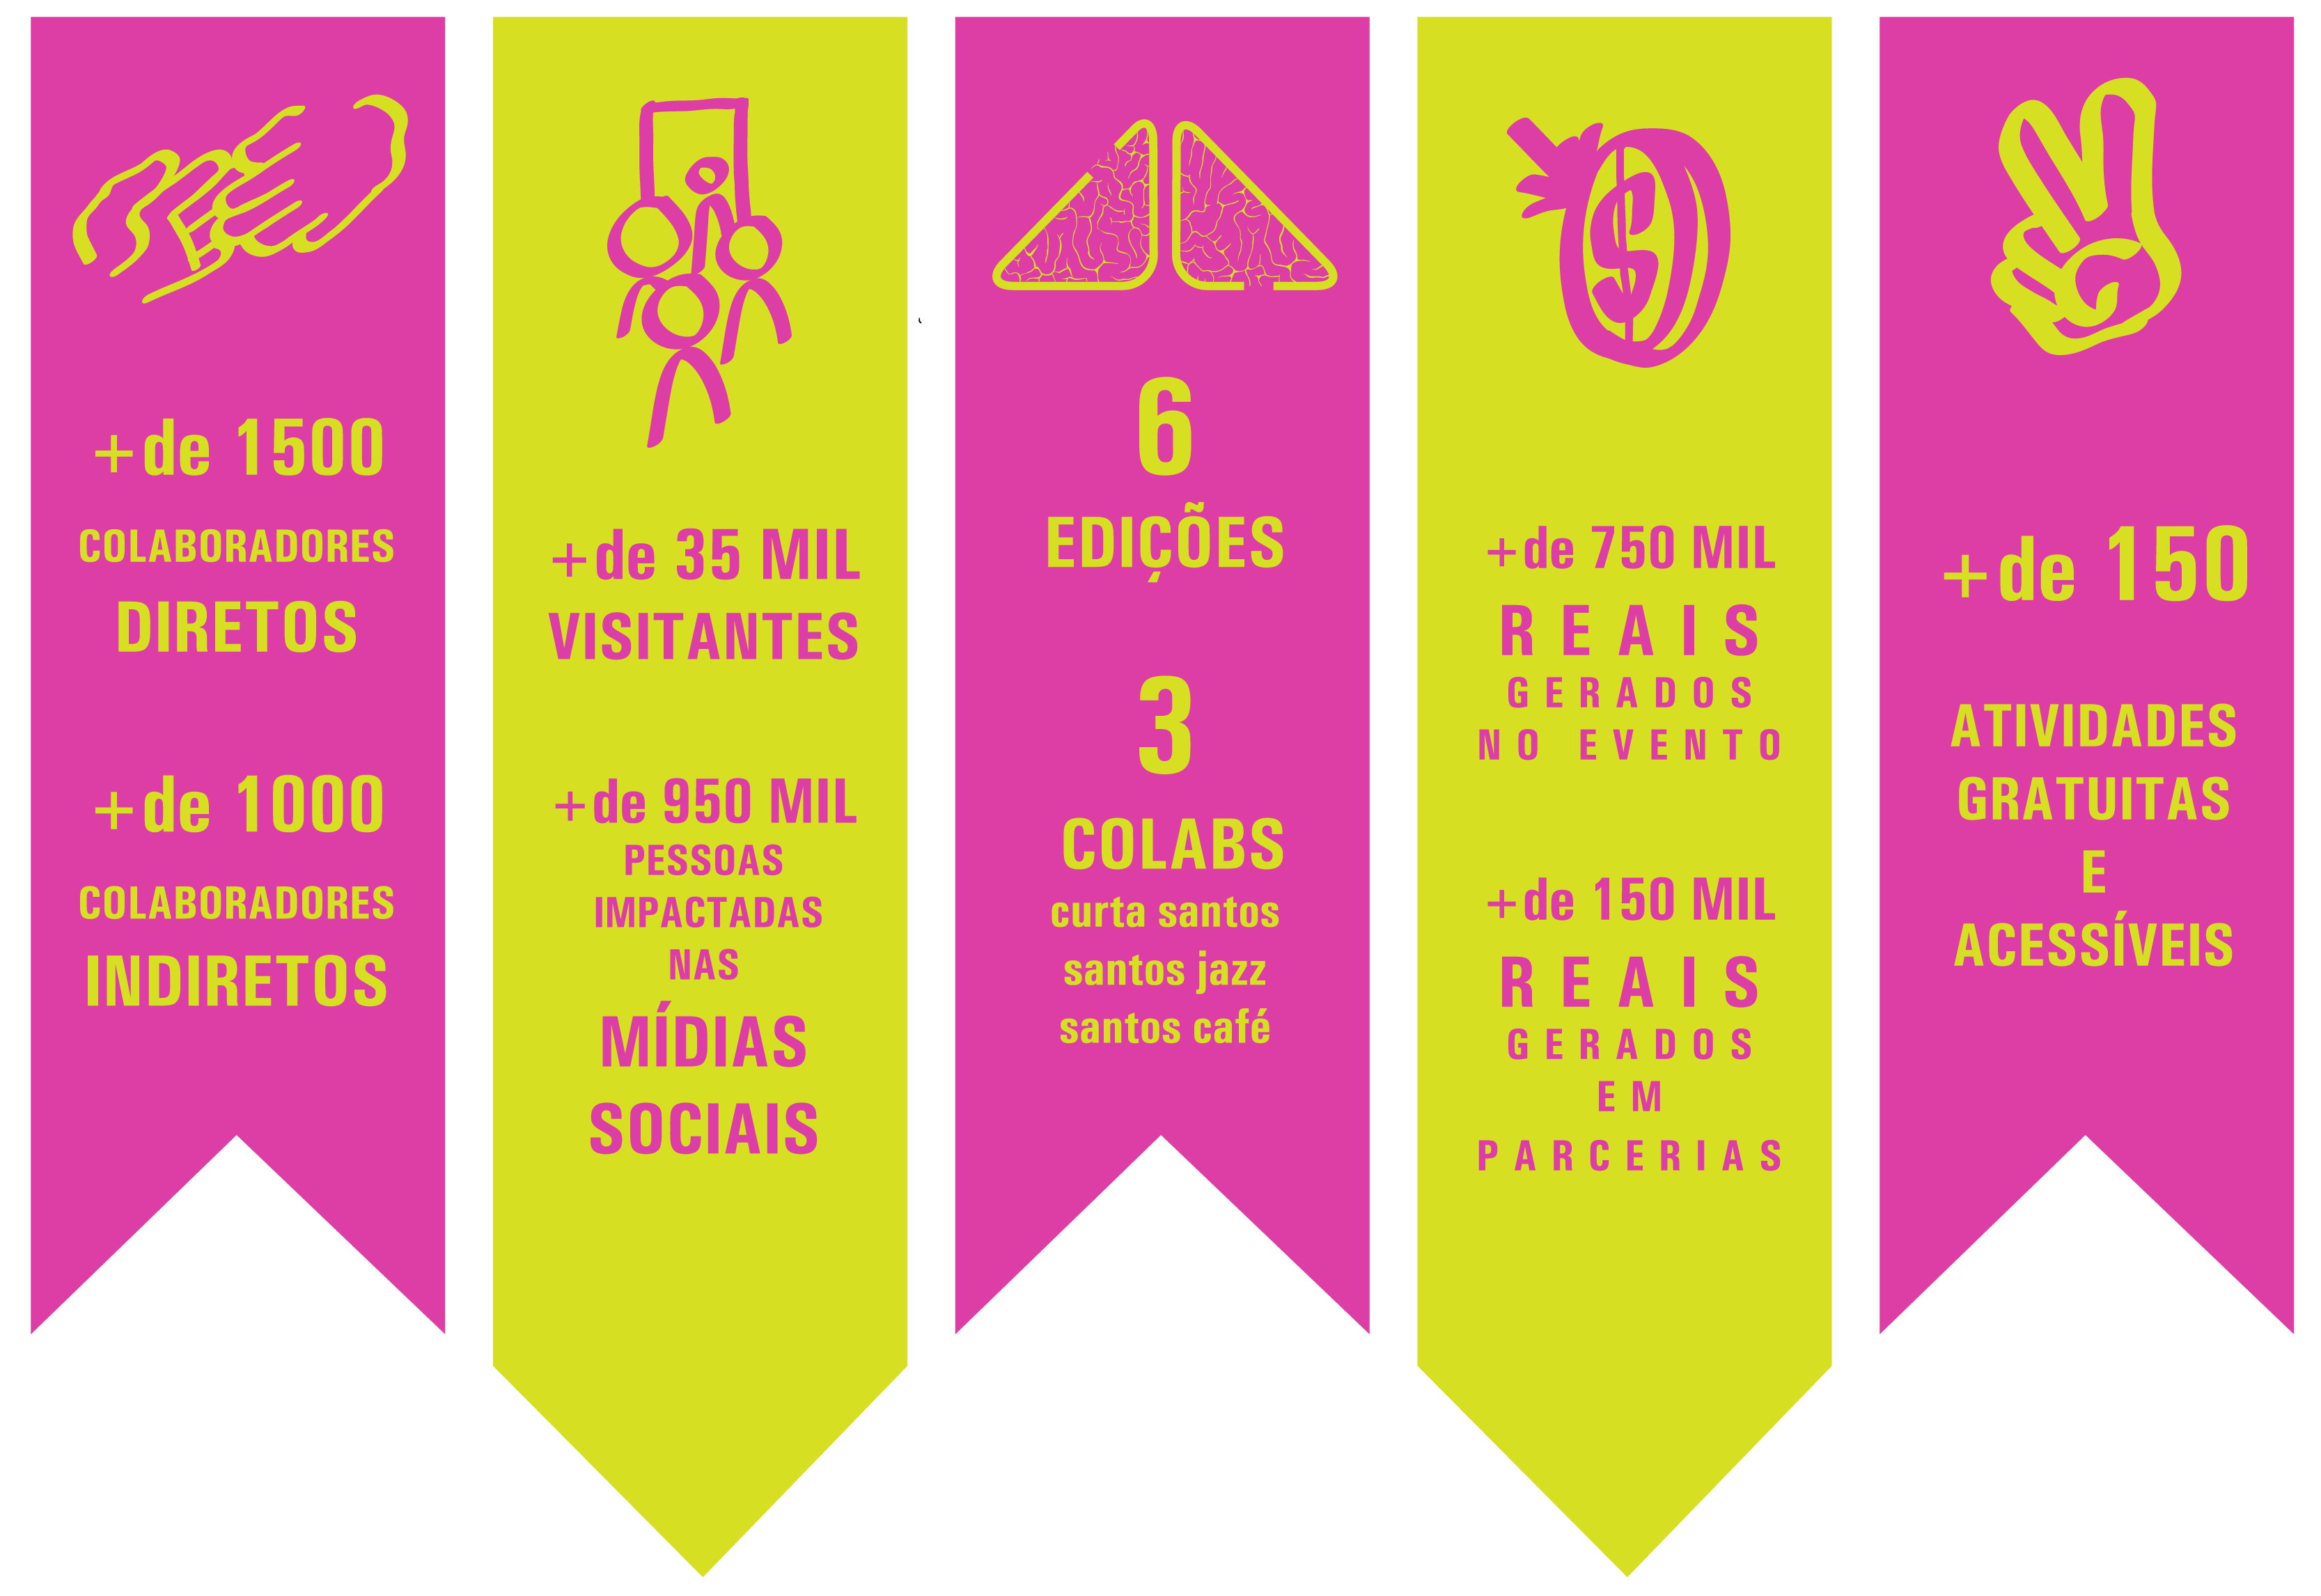 + de 1500
COLABORADORES
DIRETOS
+ de 1000
COLABORADORES
INDIRETOS
+ de 35 MIL
VISITANTES
+ de 950 MIL
PESSOAS
IMPACTADAS
NAS
MÍDIAS
SOCIAIS
6
EDIÇÕES
3
COLABS
curta santos
santos jazz
santos café
+ de 750 MIL
REAIS
GERADOS
NO EVENTO
+ de 150 MIL
REAIS
GERADOS
EM
PARCERIAS
+ de 150
ATIVIDADES
GRATUITAS
E
ACESSÍVEIS